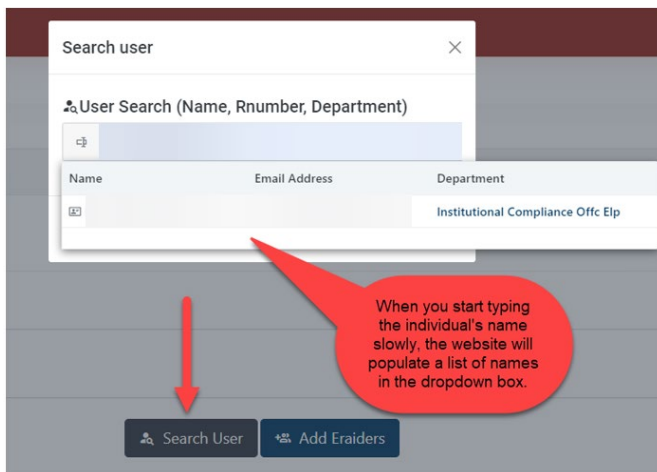 Search user
User Search (Name, Rnumber, Department)
Name Email Address Department
Institutional Compliance Offc Elp
When you start typing
the individual's name
slowly, the website will
populate a list of names
in the dropdown box.
Search User Add Eraiders